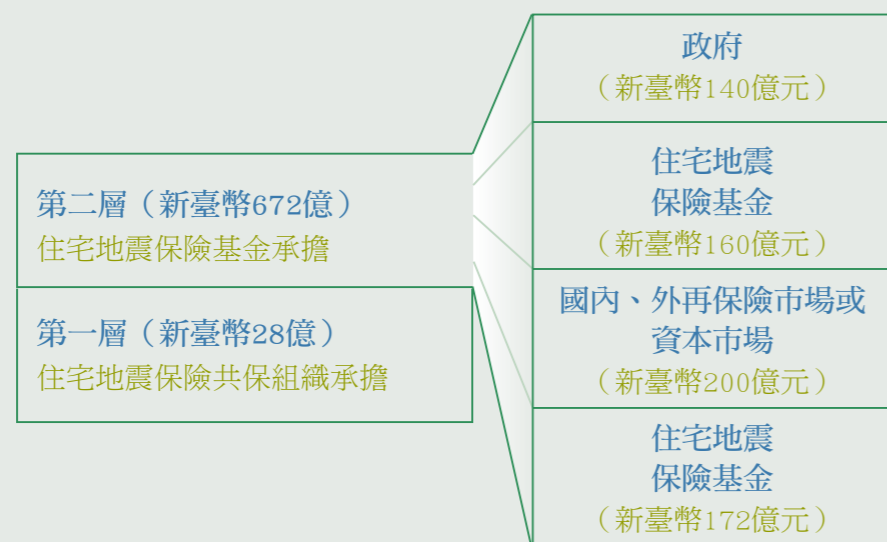 第二層（新臺幣672億）
住宅地震保險基金承擔
第一層（新臺幣28億）
住宅地震保險共保組織承擔
政府
（新臺幣140億元）
住宅地震
保險基金
（新臺幣160億元）
國內、外再保險市場或
資本市場
（新臺幣200億元）
住宅地震
保險基金
（新臺幣172億元）